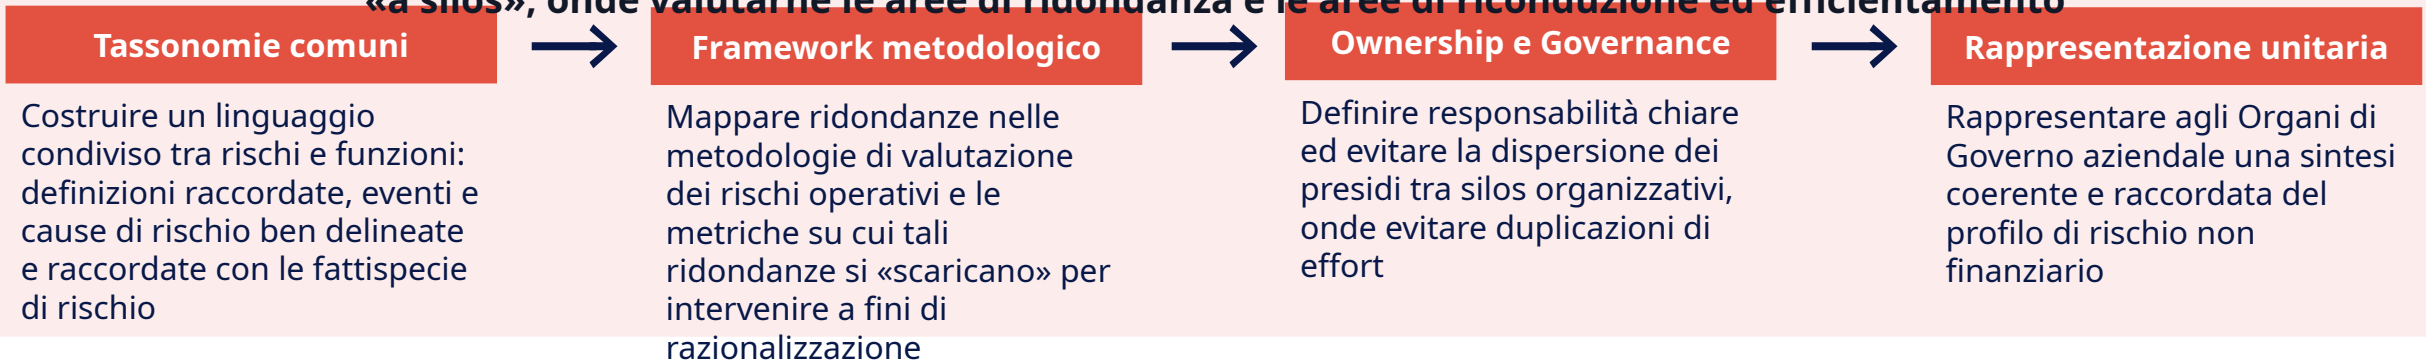 «a silos», onde valutarne le aree di ridondanza e le aree di riconduzione ed efficientamento
Tassonomie comuni
Costruire un linguaggio
condiviso tra rischi e funzioni:
definizioni raccordate, eventi e
cause di rischio ben delineate
e raccordate con le fattispecie
di rischio
Framework metodologico
Mappare ridondanze nelle
metodologie di valutazione
dei rischi operativi e le
metriche su cui tali
ridondanze si «scaricano» per
intervenire a fini di
razionalizzazione
Ownership e Governance
Definire responsabilità chiare
ed evitare la dispersione dei
presidi tra silos organizzativi,
onde evitare duplicazioni di
effort
Rappresentazione unitaria
Rappresentare agli Organi di
Governo aziendale una sintesi
coerente e raccordata del
profilo di rischio non
finanziario